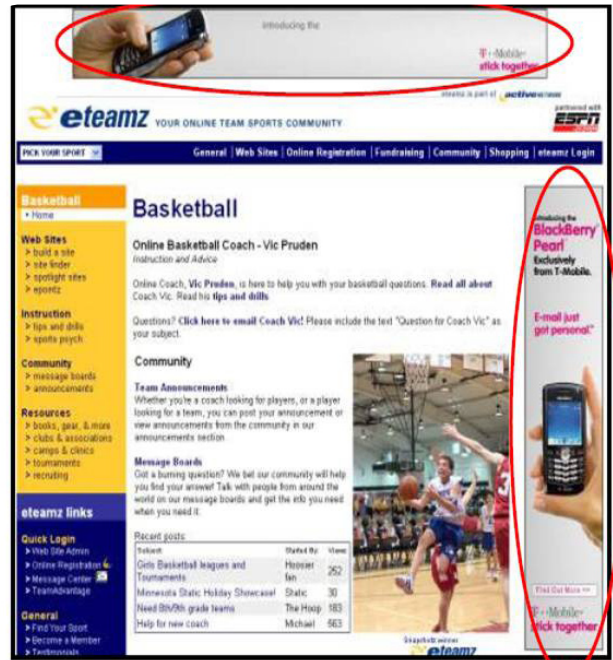 introducing the
T · · Mobile ·
stick together
eteamz is part of active NETWORK
eteamz YOUR ONLINE TEAM SPORTS COMMUNITY
partnered with
ESPN
PICK YOUR SPORT
General | Web Sites | Online Registration | Fundraising | Community | Shopping | eteamz Login
Basketball
• Home
Web Sites
> build a site
> site finder
> spotlight sites
> epointz
Instruction
> tips and drills
> sports psych
Community
> message boards
> announcements
Resources
> books, gear, & more
> clubs & associations
> camps & clinics
> tournaments
> recruiting
eteamz links
Quick Login
> Web Site Admin
> Online Registration
> Message Center
> TeamAdvantage
General
> Find Your Sport
> Become a Member
> Testimonials
Basketball
Online Basketball Coach - Vic Pruden
Instruction and Advice
Online Coach, Vic Pruden, is here to help you with your basketball questions. Read all about
Coach Vic. Read his tips and drills
Questions? Click here to email Coach Vic! Please include the text "Question for Coach Vic" as
your subject.
Community
Team Announcements
Whether you're a coach looking for players, or a player
looking for a team, you can post your announcement or
view announcements from the community in our
announcements section.
Message Boards
Got a burning question? We bet our community will help
you find your answer! Talk with people from around the
world on our message boards and get the info you need
when you need it.
Recent posts:
Subject: Started By: Views
Girls Basketball leagues and Tournaments Hoosier fan 252
Minnesota Static Holiday Showcase! Static 30
Need 8th/9th grade teams The Hoop 183
Help for new coach Michael 563
Snapshotz winner
eteamz
introducing the
BlackBerry
Pearl
Exclusively
from T-Mobile.
E-mail just
got personal.
Find Out More >>
T · · Mobile ·
stick together